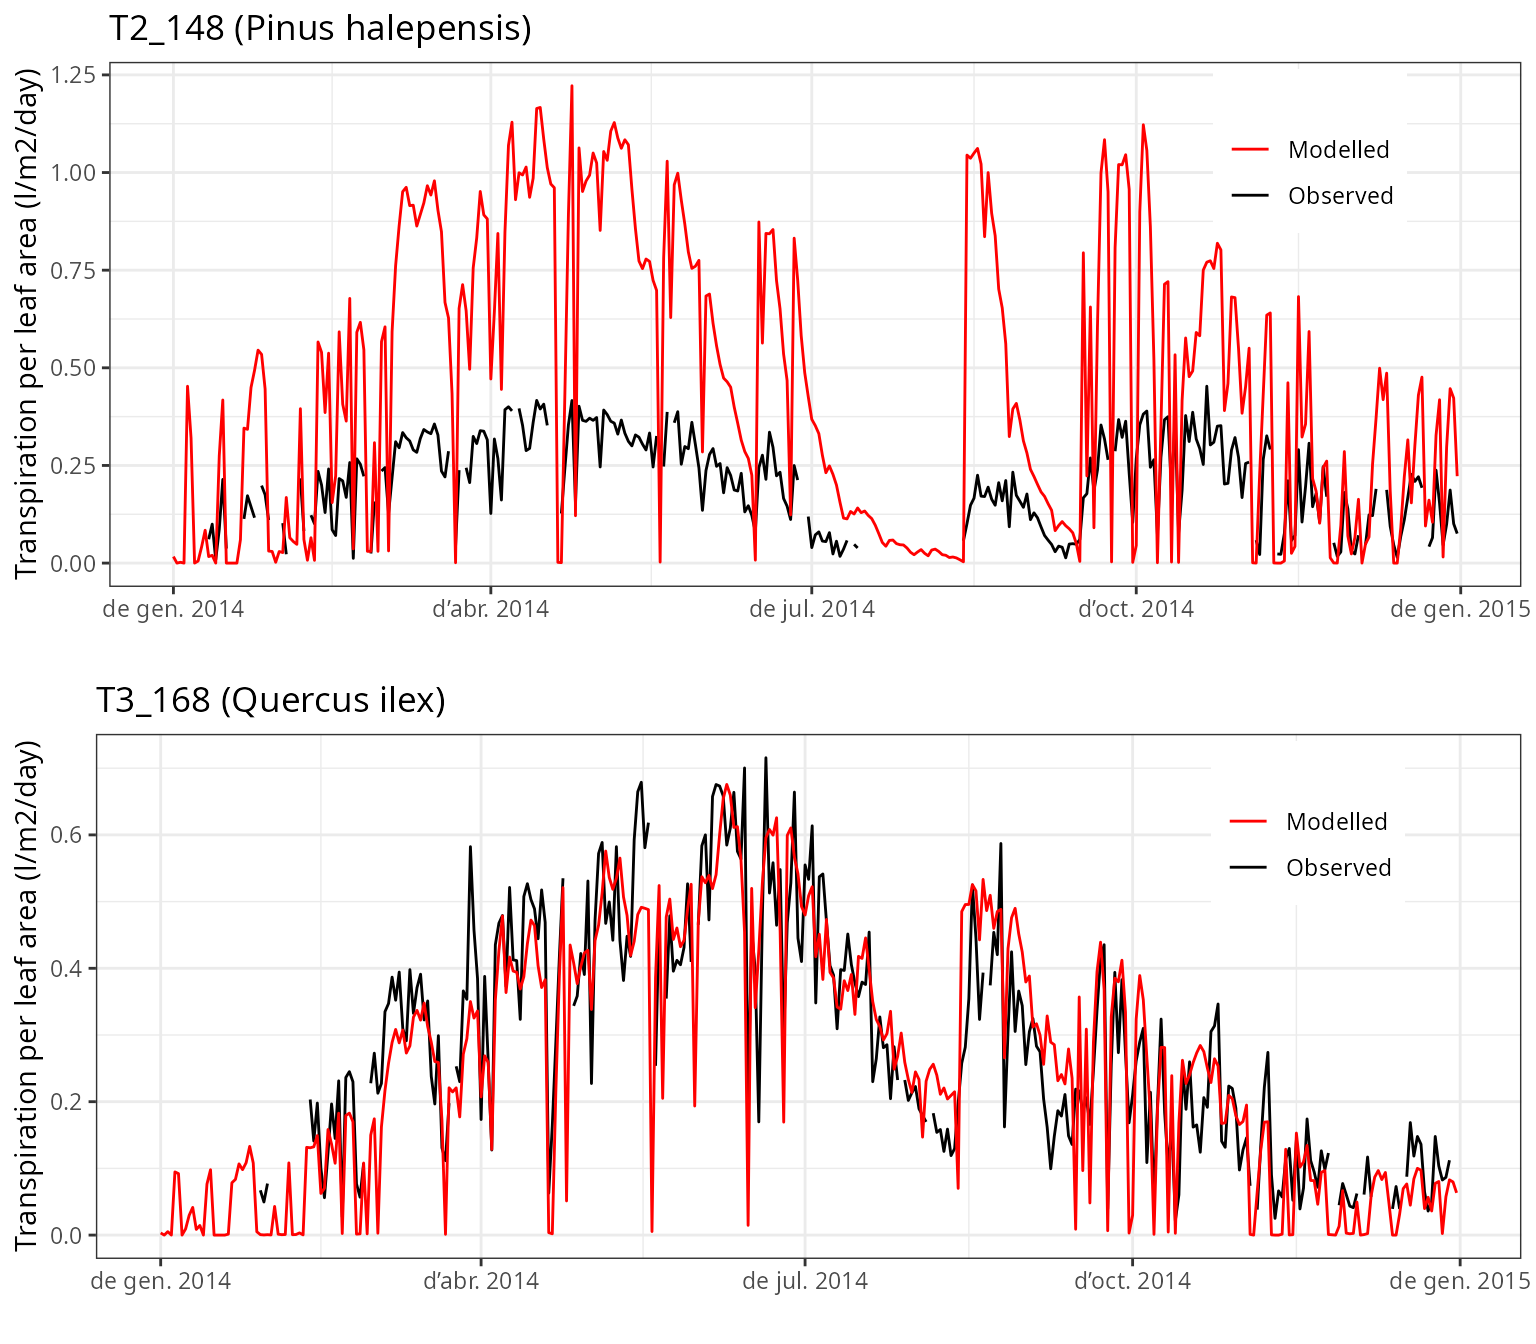 T2_148 (Pinus halepensis)
Transpiration per leaf area (l/m2/day)
1.25
1.00
0.75
0.50
0.25
0.00
Modelled
Observed
de gen. 2014
d’abr. 2014
de jul. 2014
d’oct. 2014
de gen. 2015
T3_168 (Quercus ilex)
Transpiration per leaf area (l/m2/day)
0.6
0.4
0.2
0.0
Modelled
Observed
de gen. 2014
d’abr. 2014
de jul. 2014
d’oct. 2014
de gen. 2015